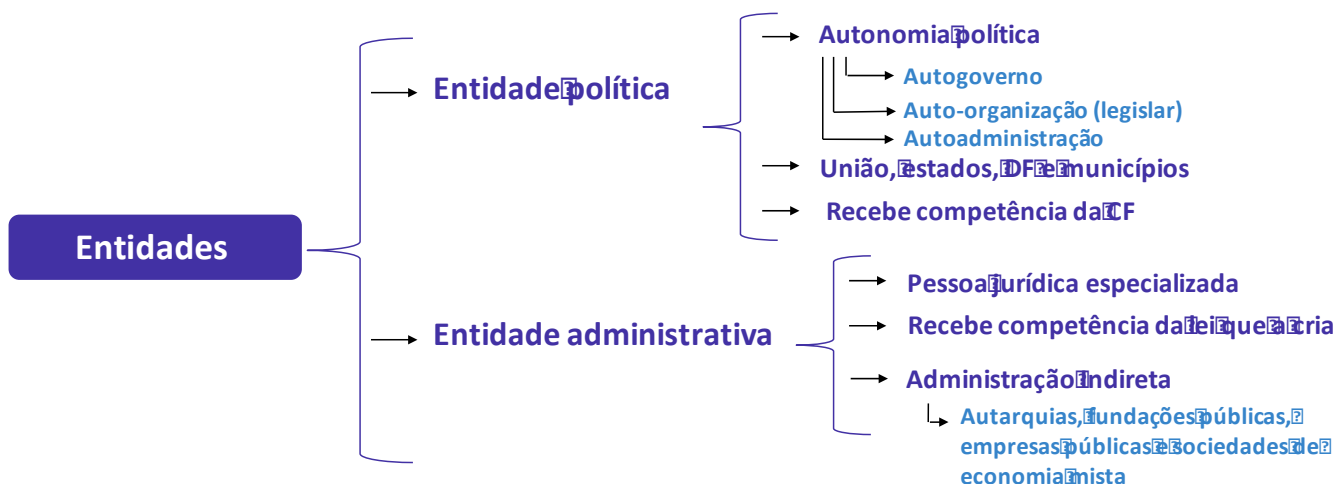 Autonomia política
Entidade política
Autogoverno
Auto-organização (legislar)
Autoadministração
União, estados, DF e municípios
Recebe competência da CF
Entidades
Pessoa jurídica especializada
Entidade administrativa
Recebe competência da lei que a cria
Administração Indireta
Autarquias, fundações públicas,
empresas públicas e sociedades de
economia mista